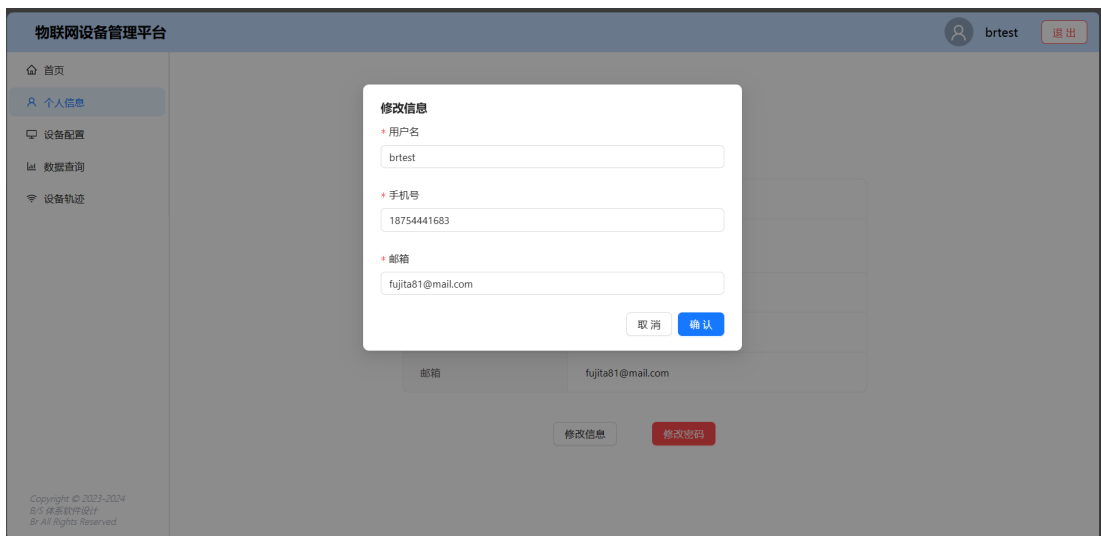 物联网设备管理平台
brtest
退 出
首页
个人信息
设备配置
数据查询
设备轨迹
修改信息
* 用户名
brtest
* 手机号
18754441683
* 邮箱
fujita81@mail.com
取 消
确 认
邮箱
fujita81@mail.com
修改信息
修改密码
Copyright © 2023-2024
B/S 体系软件设计
Br All Rights Reserved.